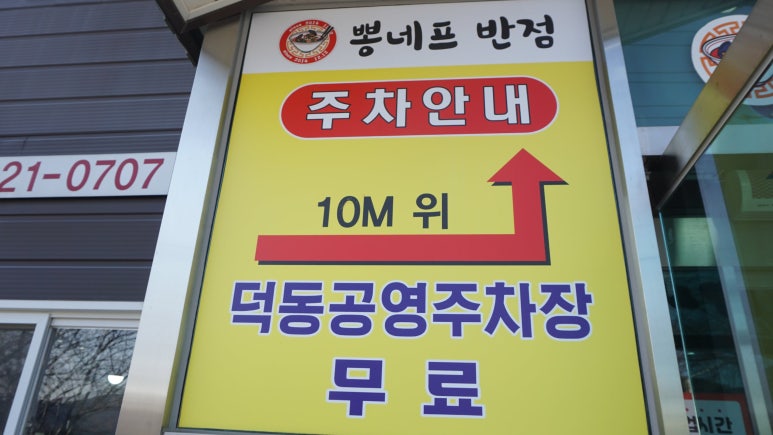 뽕네프 반점
주차안내
10M 위
덕동공영주차장
무료
21-0707